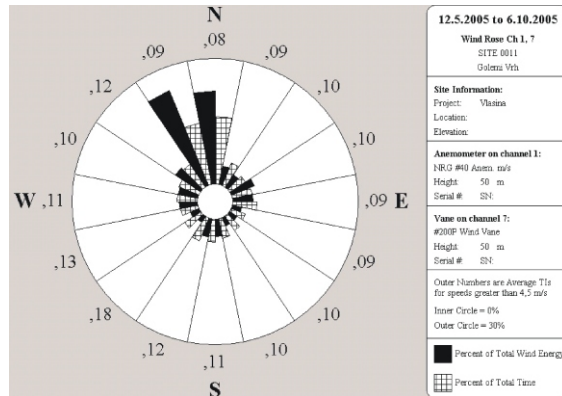 N
,08
,09
,09
,12
,10
,10
,10
W ,11
,09 E
,13
,09
,18
,10
,12
,10
,11
S
12.5.2005 to 6.10.2005
Wind Rose Ch 1, 7
SITE 0011
Golemi Vrh
Site Information:
Project: Vlasina
Location:
Elevation:
Anemometer on channel 1:
NRG #40 Anem. m/s
Height: 50 m
Serial #: SN:
Vane on channel 7:
#200P Wind Vane
Height: 50 m
Serial #: SN:
Outer Numbers are Average TIs
for speeds greater than 4,5 m/s
Inner Circle = 0%
Outer Circle = 30%
Percent of Total Wind Energy
Percent of Total Time